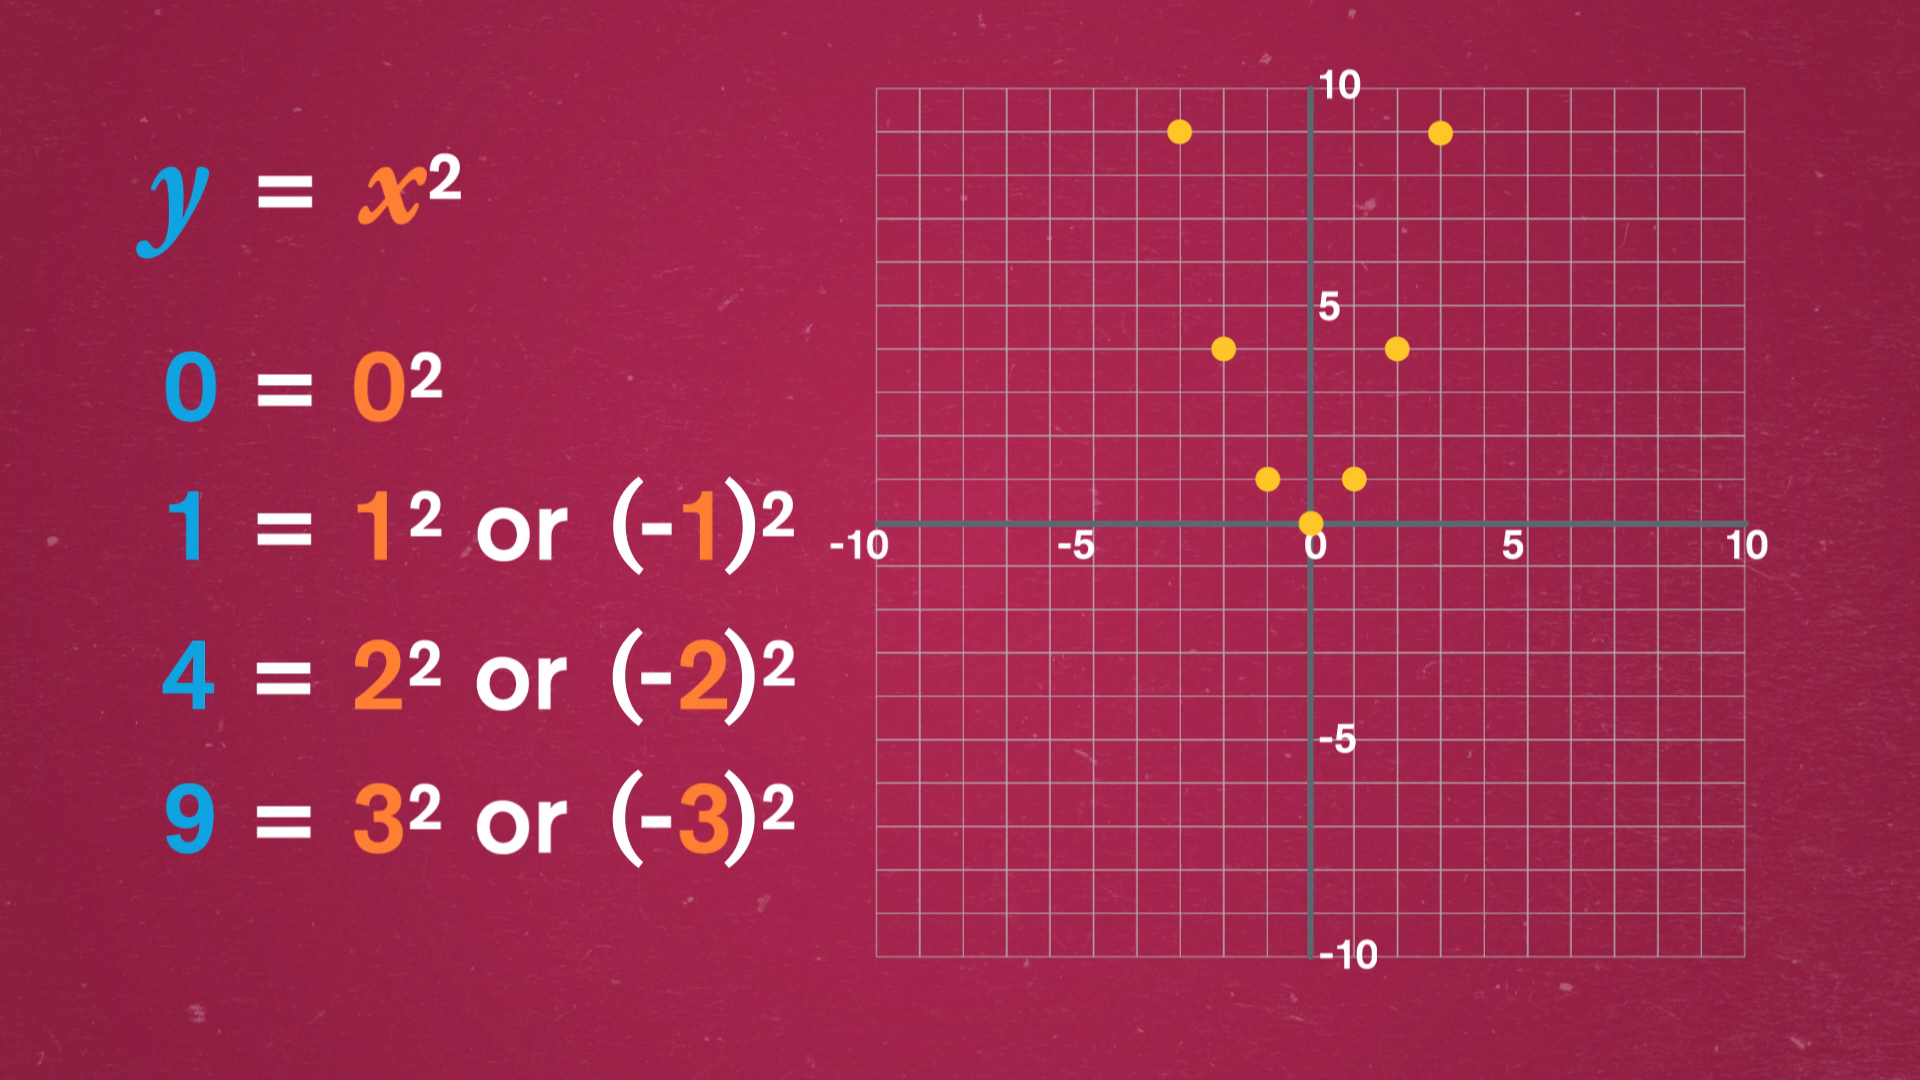 y = x²
0 = 0²
1 = 1² or (-1)²
4 = 2² or (-2)²
9 = 3² or (-3)²
10
5
-10 -5 0 5 10
-5
-10